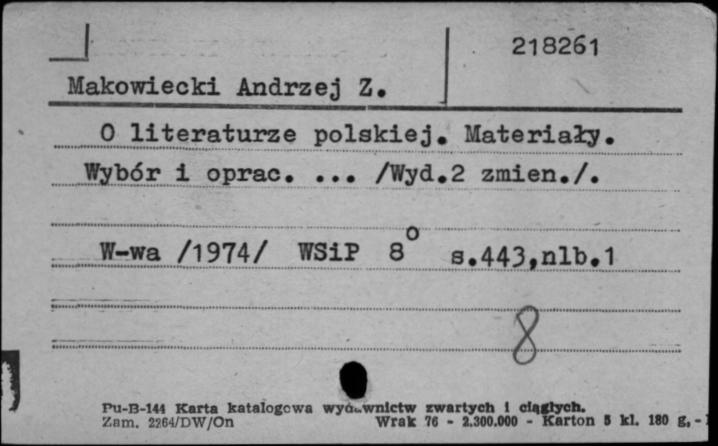 218261
Makowiecki Andrzej Z.
O literaturze polskiej. Materiały.
Wybór i oprac. ... /Wyd.2 zmien./.
W-wa /1974/ WSiP 8° s.443,nlb.1
8
Pu-B-144 Karta katalogowa wydawnictw zwartych i ciągłych.
Zam. 2264/DW/On Wrak 76 - 2.300.000 - Karton 5 kl. 180 g, -